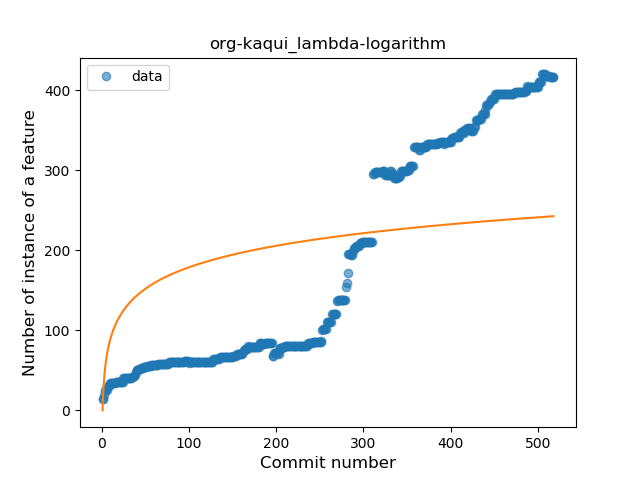 org-kaqui_lambda-logarithm
data
Number of instance of a feature
400
300
200
100
0
0 100 200 300 400 500
Commit number